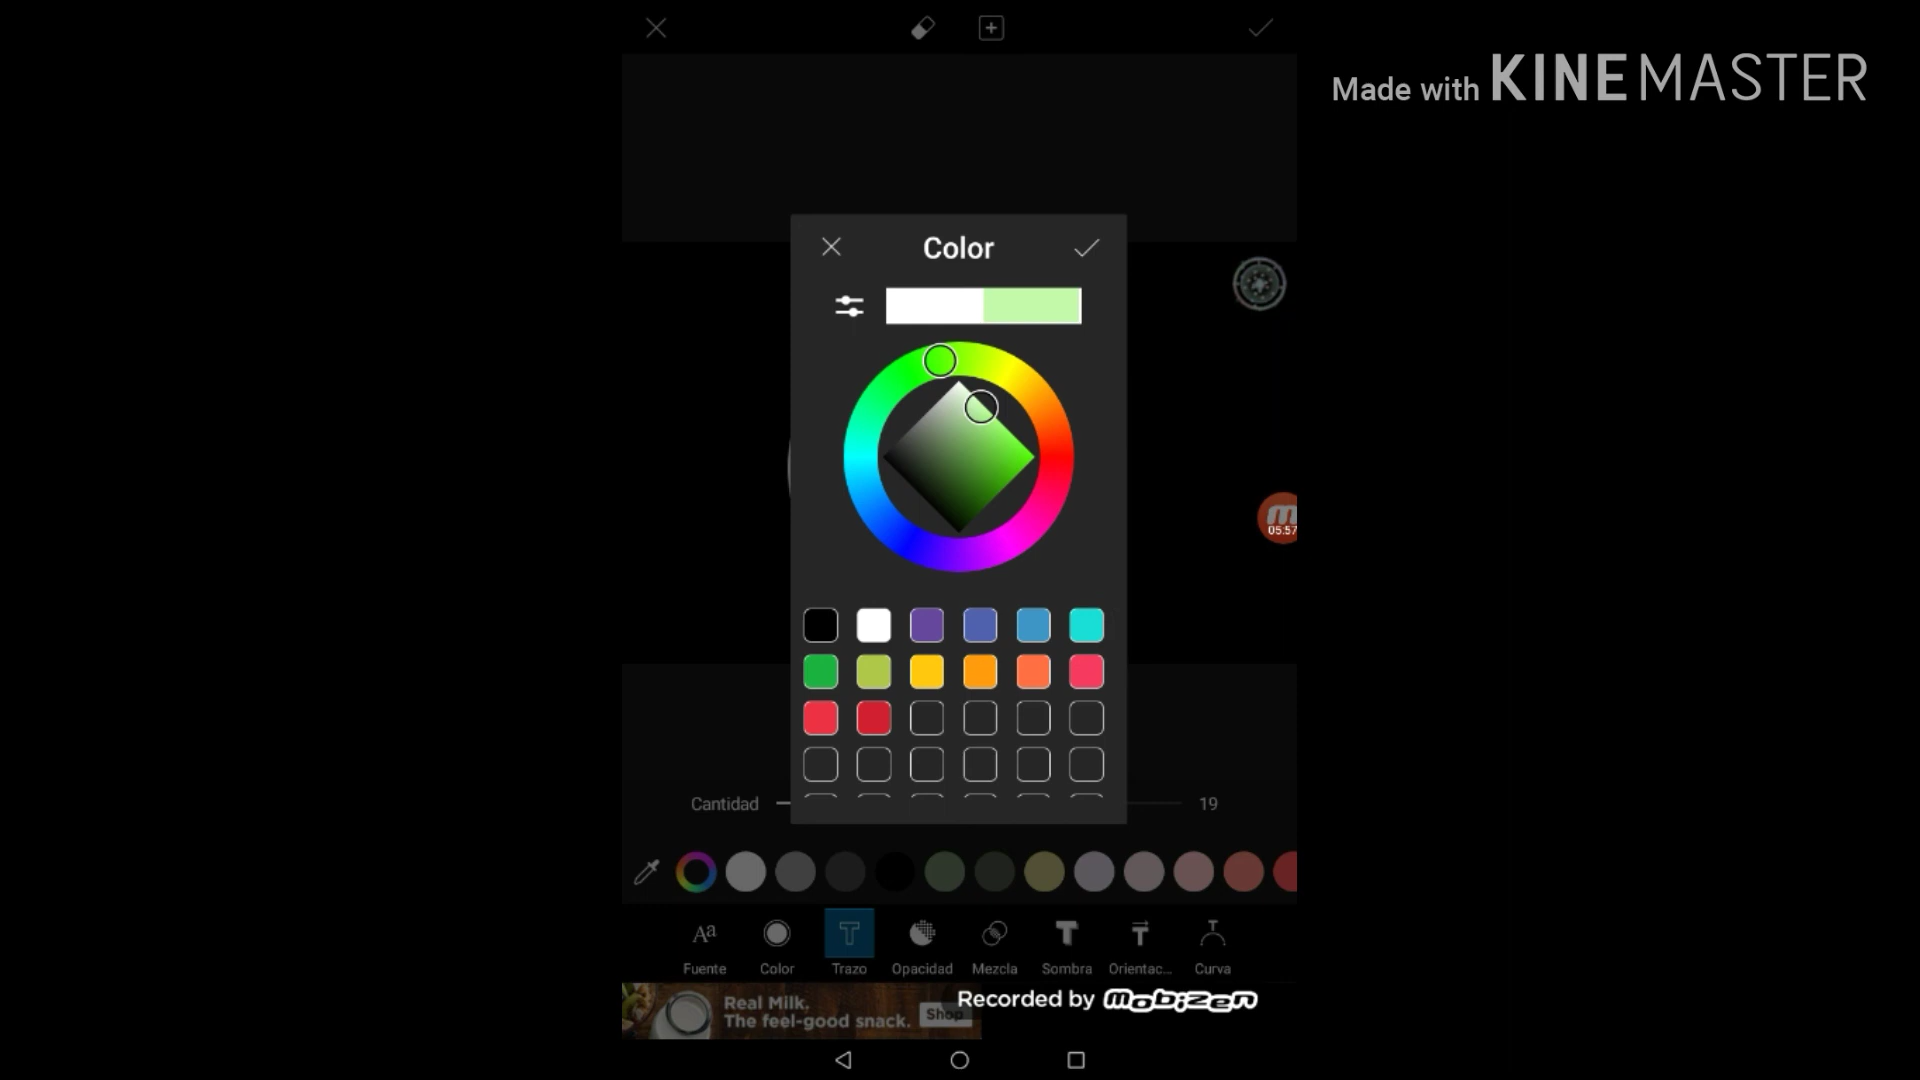 Made with KINEMASTER
Color
m
05:57
Cantidad
19
Aa
Fuente
Color
Trazo
Opacidad
Mezcla
Sombra
Orientac...
Curva
Real Milk.
The feel-good snack.
Shop
Recorded by mobizen